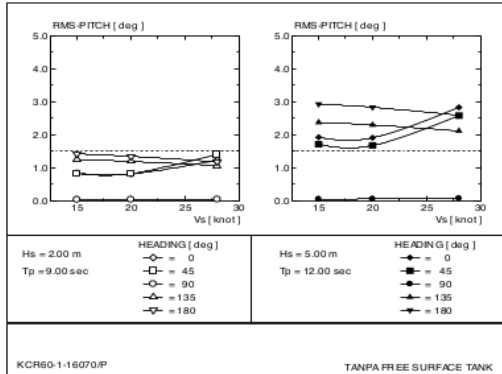 RMS-PITCH [ deg ]
5.0
4.0
3.0
2.0
1.0
0.0
15 20 25 30
Vs [ knot ]
RMS-PITCH [ deg ]
5.0
4.0
3.0
2.0
1.0
0.0
15 20 25 30
Vs [ knot ]
Hs = 2.00 m
Tp = 9.00 sec
HEADING [ deg ]
= 0
= 45
= 90
= 135
= 180
Hs = 5.00 m
Tp = 12.00 sec
HEADING [ deg ]
= 0
= 45
= 90
= 135
= 180
KCR60-1-16070/P
TANPA FREE SURFACE TANK